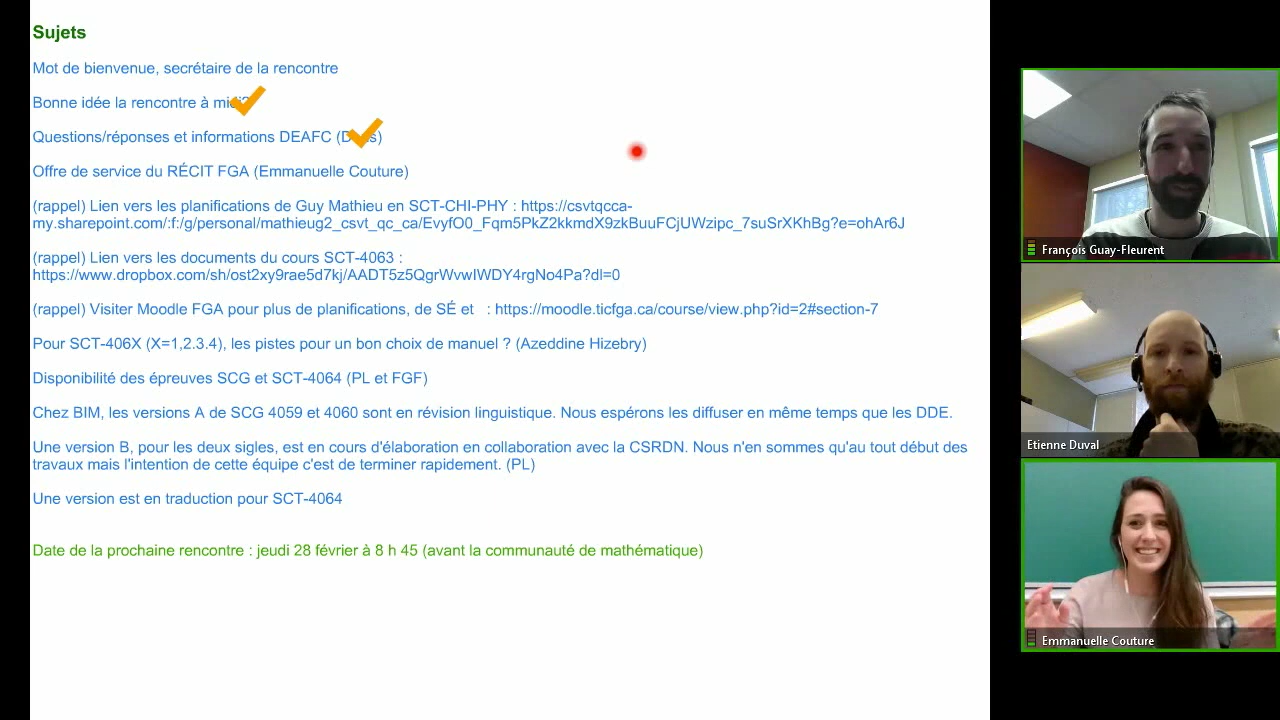 Sujets
Mot de bienvenue, secrétaire de la rencontre
Bonne idée la rencontre à
Questions/réponses et informations DEAFC
Offre de service du RÉCIT FGA (Emmanuelle Couture)
(rappel) Lien vers les planifications de Guy Mathieu en SCT-CHI-PHY : https://csvtqcca-
my.sharepoint.com/:f:/g/personal/mathieug2_csvt_qc_ca/EvyfO0_Fqm5PkZ2kkmdX9zkBuuFCjUWzipc_7suSrXKhBg?e=ohAr6J
(rappel) Lien vers les documents du cours SCT-4063 :
https://www.dropbox.com/sh/ost2xy9rae5d7kj/AADT5z5QgrWvwIWDY4rgNo4Pa?dl=0
(rappel) Visiter Moodle FGA pour plus de planifications, de SÉ et : https://moodle.ticfga.ca/course/view.php?id=2#section-7
Pour SCT-406X (X=1,2.3.4), les pistes pour un bon choix de manuel ? (Azeddine Hizebry)
Disponibilité des épreuves SCG et SCT-4064 (PL et FGF)
Chez BIM, les versions A de SCG 4059 et 4060 sont en révision linguistique. Nous espérons les diffuser en même temps que les DDE.
Une version B, pour les deux sigles, est en cours d'élaboration en collaboration avec la CSRDN. Nous n'en sommes qu'au tout début des
travaux mais l'intention de cette équipe c'est de terminer rapidement. (PL)
Une version est en traduction pour SCT-4064
Date de la prochaine rencontre : jeudi 28 février à 8 h 45 (avant la communauté de mathématique)
François Guay-Fleurent
Etienne Duval
Emmanuelle Couture